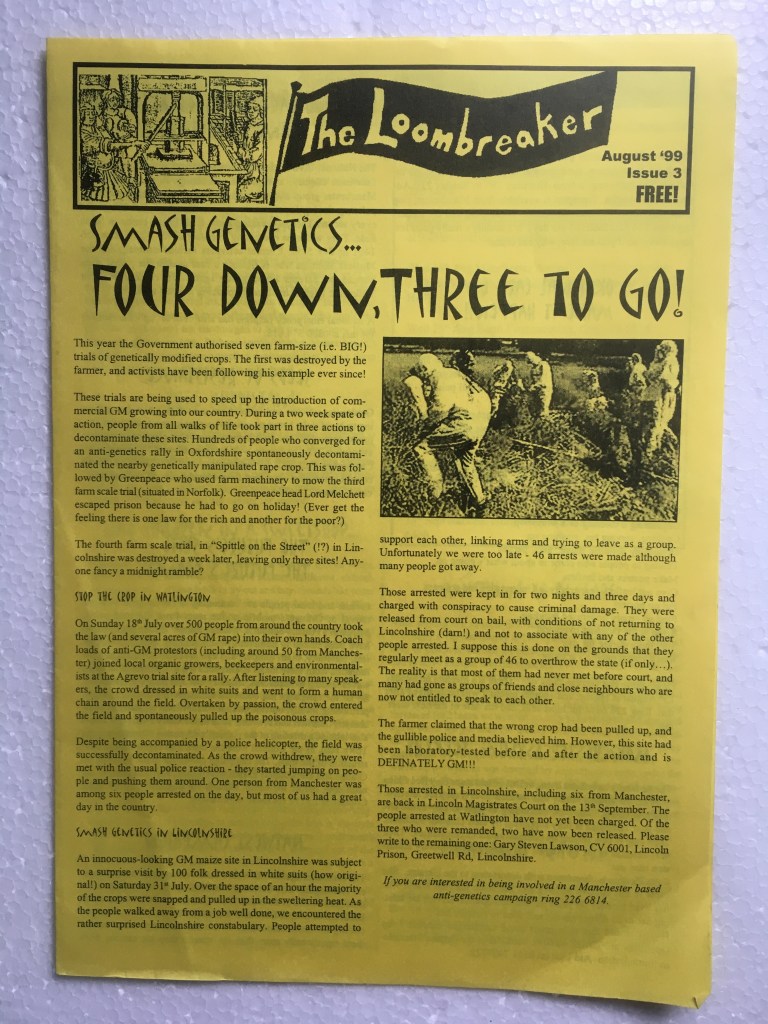 The Loombreaker
August ‘99
Issue 3
FREE!
SMASH GENETICS...
FOUR DOWN, THREE TO GO!
This year the Government authorised seven farm-size (i.e. BIG!)
trials of genetically modified crops. The first was destroyed by the
farmer, and activists have been following his example ever since!
These trials are being used to speed up the introduction of com-
mercial GM growing into our country. During a two week spate of
action, people from all walks of life took part in three actions to
decontaminate these sites. Hundreds of people who converged for
an anti-genetics rally in Oxfordshire spontaneously decontami-
nated the nearby genetically manipulated rape crop. This was fol-
lowed by Greenpeace who used farm machinery to mow the third
farm scale trial (situated in Norfolk). Greenpeace head Lord Melchett
escaped prison because he had to go on holiday! (Ever get the
feeling there is one law for the rich and another for the poor?)
The fourth farm scale trial, in “Spittle on the Street” (!?) in Lin-
colnshire was destroyed a week later, leaving only three sites! Any-
one fancy a midnight ramble?
STOP THE CROP IN WATLINGTON
On Sunday 18th July over 500 people from around the country took
the law (and several acres of GM rape) into their own hands. Coach
loads of anti-GM protestors (including around 50 from Manches-
ter) joined local organic growers, beekeepers and environmental-
ists at the Agrevo trial site for a rally. After listening to many speak-
ers, the crowd dressed in white suits and went to form a human
chain around the field. Overtaken by passion, the crowd entered
the field and spontaneously pulled up the poisonous crops.
Despite being accompanied by a police helicopter, the field was
successfully decontaminated. As the crowd withdrew, they were
met with the usual police reaction - they started jumping on peo-
ple and pushing them around. One person from Manchester was
among six people arrested on the day, but most of us had a great
day in the country.
SMASH GENETICS IN LINCOLNSHIRE
An innocuous-looking GM maize site in Lincolnshire was subject
to a surprise visit by 100 folk dressed in white suits (how origi-
nal!) on Saturday 31st July. Over the space of an hour the majority
of the crops were snapped and pulled up in the sweltering heat. As
the people walked away from a job well done, we encountered the
rather surprised Lincolnshire constabulary. People attempted to
support each other, linking arms and trying to leave as a group.
Unfortunately we were too late - 46 arrests were made although
many people got away.
Those arrested were kept in for two nights and three days and
charged with conspiracy to cause criminal damage. They were
released from court on bail, with conditions of not returning to
Lincolnshire (darn!) and not to associate with any of the other
people arrested. I suppose this is done on the grounds that they
regularly meet as a group of 46 to overthrow the state (if only…).
The reality is that most of them had never met before court, and
many had gone as groups of friends and close neighbours who are
now not entitled to speak to each other.
The farmer claimed that the wrong crop had been pulled up, and
the gullible police and media believed him. However, this site had
been laboratory-tested before and after the action and is
DEFINATELY GM!!!
Those arrested in Lincolnshire, including six from Manchester,
are back in Lincoln Magistrates Court on the 13th September. The
people arrested at Watlington have not yet been charged. Of the
three who were remanded, two have now been released. Please
write to the remaining one: Gary Steven Lawson, CV 6001, Lincoln
Prison, Greetwell Rd, Lincolnshire.
If you are interested in being involved in a Manchester based
anti-genetics campaign ring 226 6814.